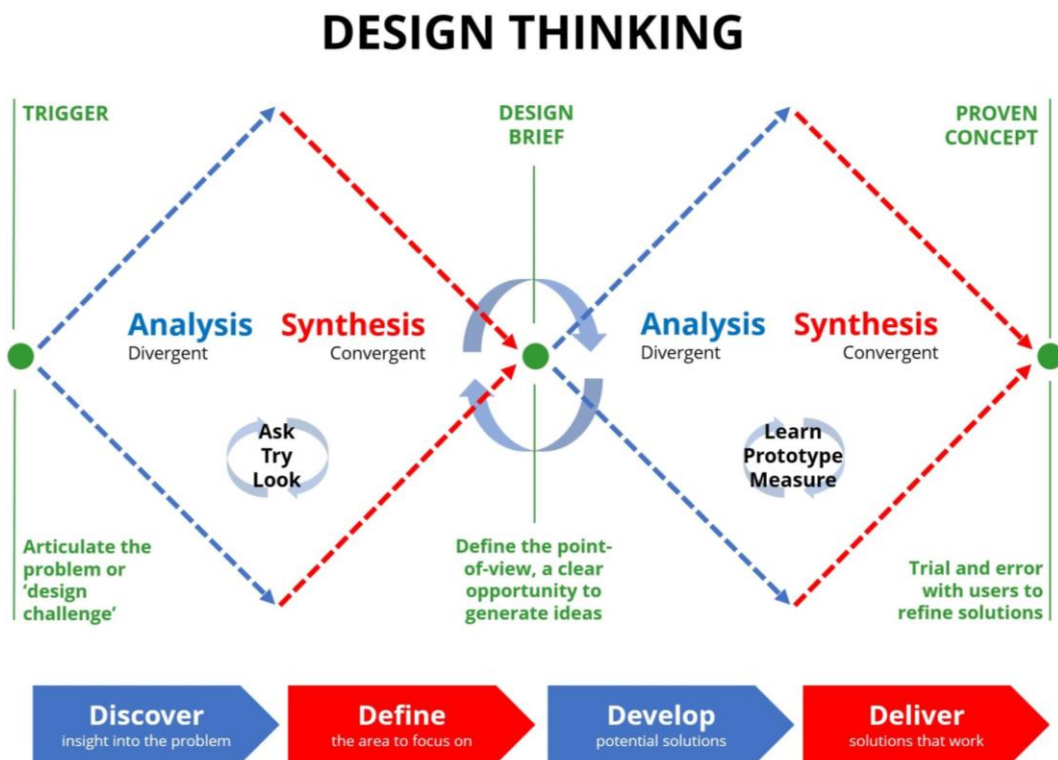 DESIGN THINKING
TRIGGER
DESIGN
BRIEF
PROVEN
CONCEPT
Analysis
Divergent
Synthesis
Convergent
Analysis
Divergent
Synthesis
Convergent
Ask
Try
Look
Learn
Prototype
Measure
Articulate the
problem or
‘design
challenge’
Define the point-
of-view, a clear
opportunity to
generate ideas
Trial and error
with users to
refine solutions
Discover
insight into the problem
Define
the area to focus on
Develop
potential solutions
Deliver
solutions that work